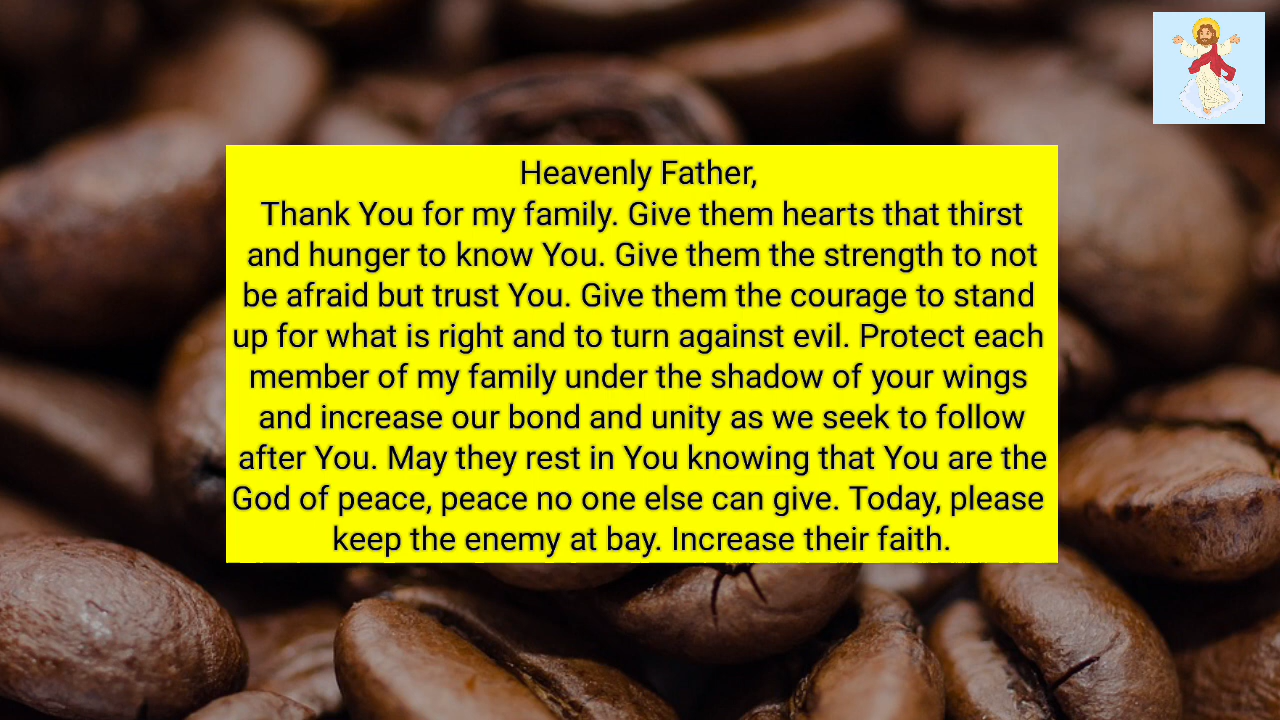 Heavenly Father,
Thank You for my family. Give them hearts that thirst
and hunger to know You. Give them the strength to not
be afraid but trust You. Give them the courage to stand
up for what is right and to turn against evil. Protect each
member of my family under the shadow of your wings
and increase our bond and unity as we seek to follow
after You. May they rest in You knowing that You are the
God of peace, peace no one else can give. Today, please
keep the enemy at bay. Increase their faith.